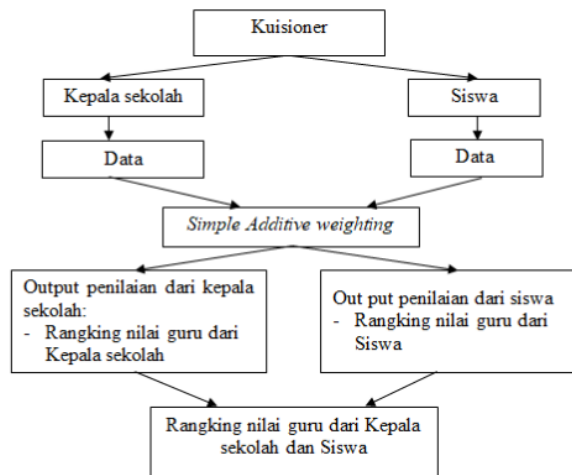 Kuisioner
Kepala sekolah
Siswa
Data
Data
Simple Additive weighting
Output penilaian dari kepala
sekolah:
- Rangking nilai guru dari
Kepala sekolah
Out put penilaian dari siswa
- Rangking nilai guru dari
Siswa
Rangking nilai guru dari Kepala
sekolah dan Siswa